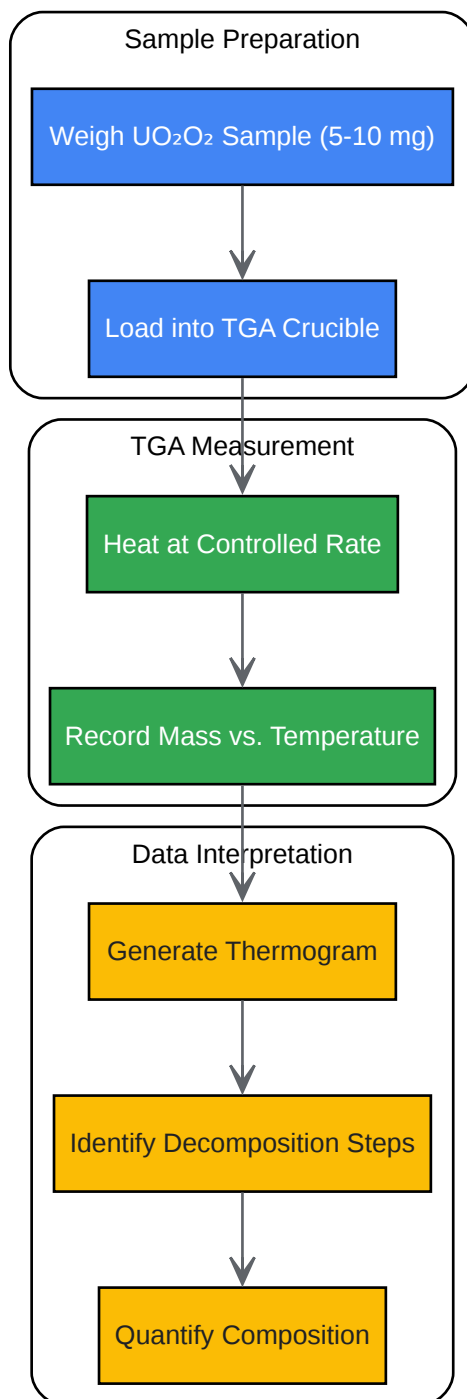 Sample Preparation
Weigh UO₂O₂ Sample (5-10 mg)
Load into TGA Crucible
TGA Measurement
Heat at Controlled Rate
Record Mass vs. Temperature
Data Interpretation
Generate Thermogram
Identify Decomposition Steps
Quantify Composition